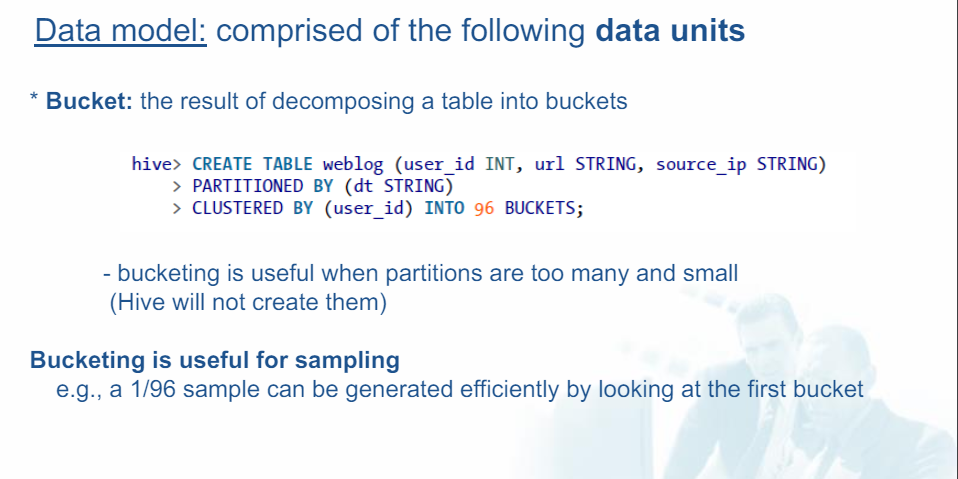 Data model: comprised of the following data units
* Bucket: the result of decomposing a table into buckets
hive> CREATE TABLE weblog (user_id INT, url STRING, source_ip STRING)
> PARTITIONED BY (dt STRING)
> CLUSTERED BY (user_id) INTO 96 BUCKETS;
- bucketing is useful when partitions are too many and small
(Hive will not create them)
Bucketing is useful for sampling
e.g., a 1/96 sample can be generated efficiently by looking at the first bucket